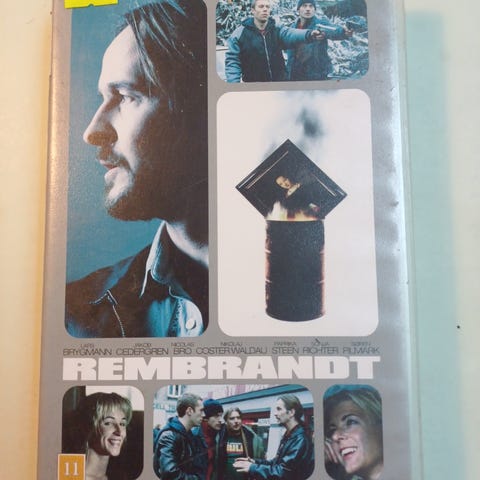 LARS JAKOB NICOLAS NIKOLAJ PAPRIKA SONJA SØREN
BRYGMANN CEDERGREN BRO COSTER WALDAU STEEN RICHTER PILMARK
REMBRANDT
11